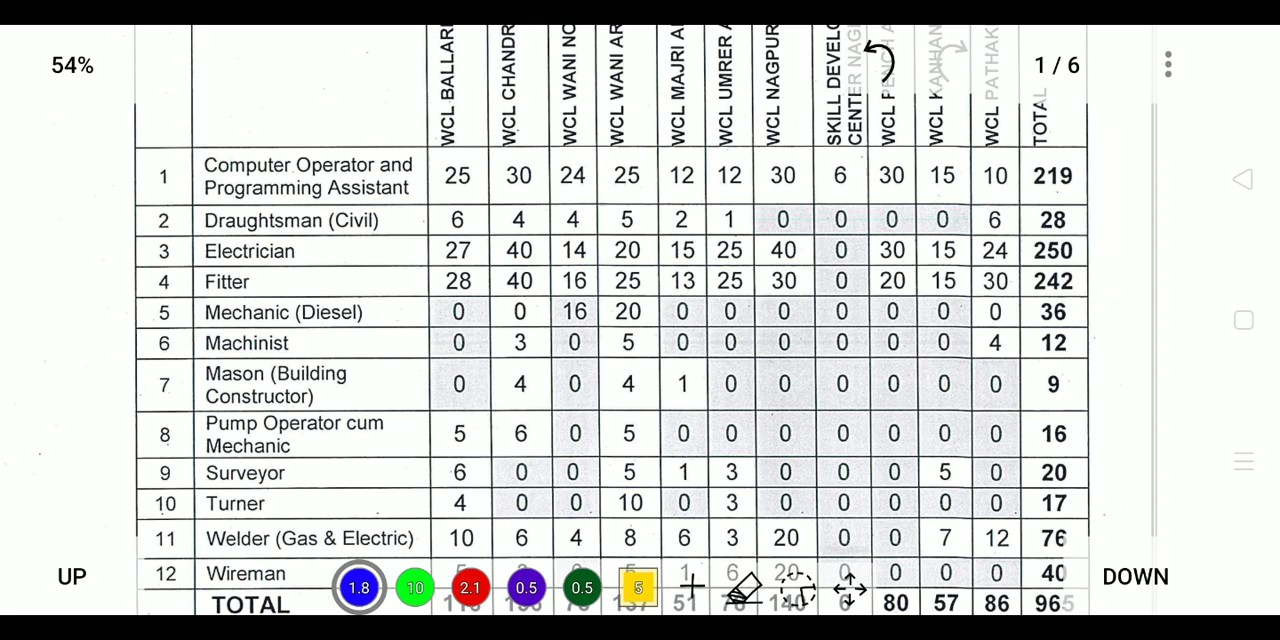 54%
1 / 6
WCL BALLAR
WCL CHANDR
WCL WANI NO
WCL WANI AR
WCL MAJRI A
WCL UMRER A
WCL NAGPUR
SKILL DEVELO
CENTER NAG
WCL
WCL KANHAN
WCL PATHAK
TOTAL
1 Computer Operator and Programming Assistant 25 30 24 25 12 12 30 6 30 15 10 219
2 Draughtsman (Civil) 6 4 4 5 2 1 0 0 0 0 6 28
3 Electrician 27 40 14 20 15 25 40 0 30 15 24 250
4 Fitter 28 40 16 25 13 25 30 0 20 15 30 242
5 Mechanic (Diesel) 0 0 16 20 0 0 0 0 0 0 0 36
6 Machinist 0 3 0 5 0 0 0 0 0 0 4 12
7 Mason (Building Constructor) 0 4 0 4 1 0 0 0 0 0 0 9
8 Pump Operator cum Mechanic 5 6 0 5 0 0 0 0 0 0 0 16
9 Surveyor 6 0 0 5 1 3 0 0 0 5 0 20
10 Turner 4 0 0 10 0 3 0 0 0 0 0 17
11 Welder (Gas & Electric) 10 6 4 8 6 3 20 0 0 7 12 76
12 Wireman 6 20 0 0 0 0 40
TOTAL 51 140 6 80 57 86 965
UP
1.8 10 2.1 0.5 0.5 5
DOWN